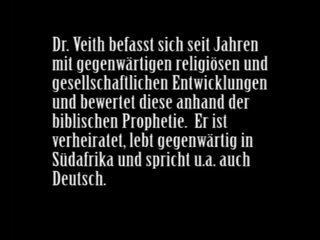 Dr. Veith befasst sich seit Jahren
mit gegenwärtigen religiösen und
gesellschaftlichen Entwicklungen
und bewertet diese anhand der
biblischen Prophetie. Er ist
verheiratet, lebt gegenwärtig in
Südafrika und spricht u.a. auch
Deutsch.